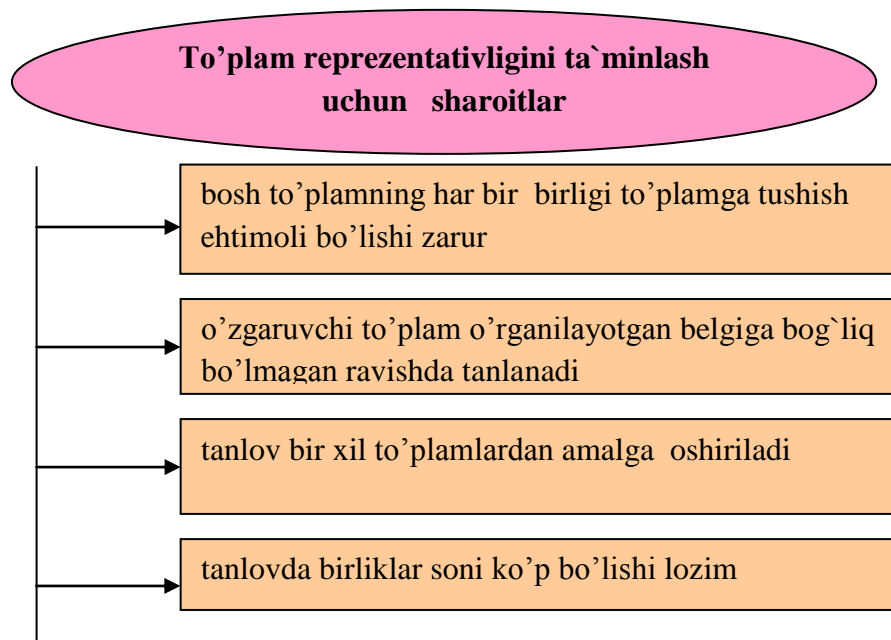 To’plam reprezentativligini ta`minlash
uchun sharoitlar
bosh to’plamning har bir birligi to’plamga tushish
ehtimoli bo’lishi zarur
o’zgaruvchi to’plam o’rganilayotgan belgiga bog`liq
bo’lmagan ravishda tanlanadi
tanlov bir xil to’plamlardan amalga oshiriladi
tanlovda birliklar soni ko’p bo’lishi lozim